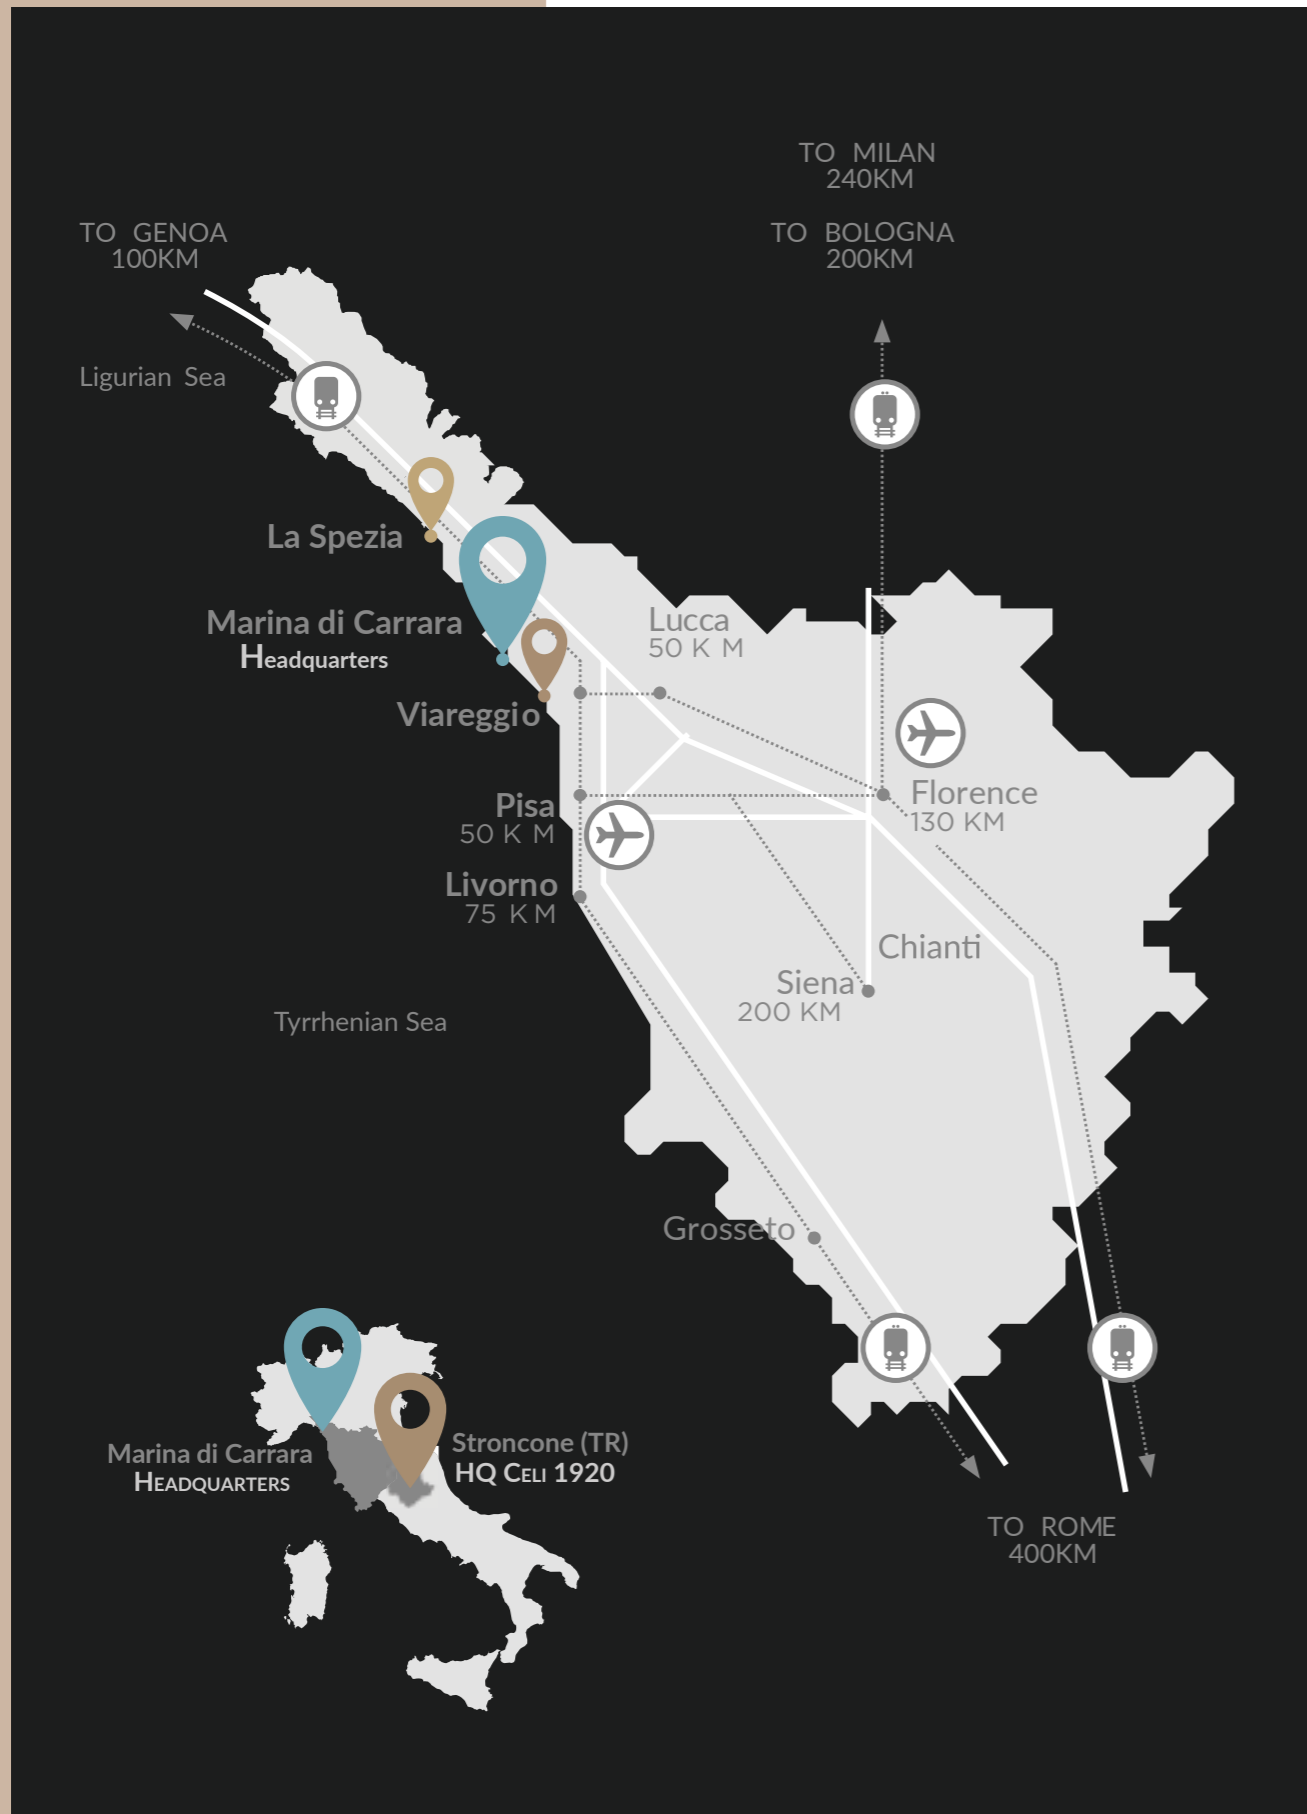 TO MILAN
240KM
TO GENOA
100KM
TO BOLOGNA
200KM
Ligurian Sea
La Spezia
Marina di Carrara
Headquarters
Lucca
50 K M
Viareggio
Pisa
50 K M
Florence
130 KM
Livorno
75 K M
Chianti
Siena
200 KM
Tyrrhenian Sea
Grosseto
Marina di Carrara
HEADQUARTERS
Stroncone (TR)
HQ CELI 1920
TO ROME
400KM